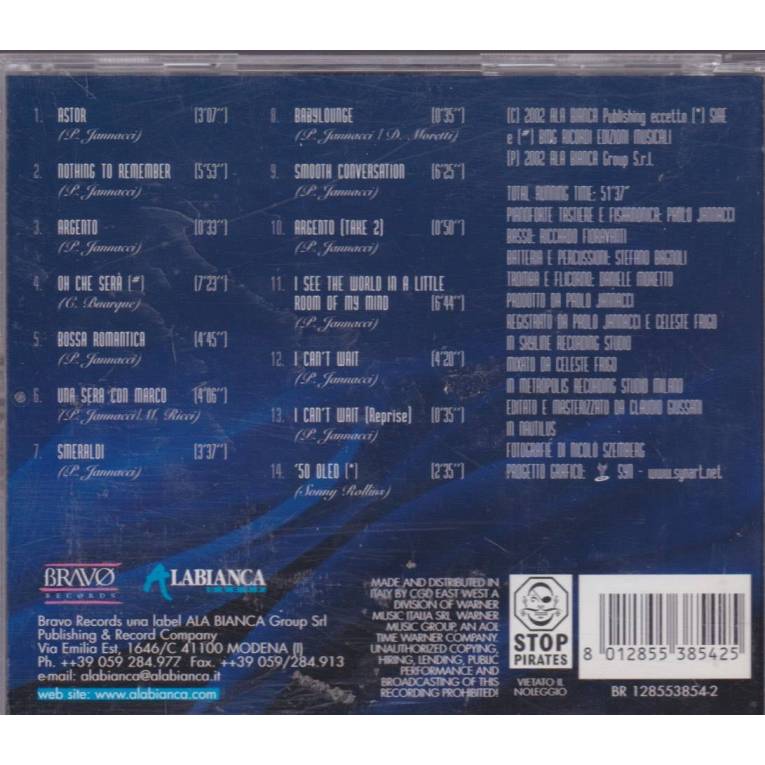 1. ASTOR (3'07'')
(P. Jannacci)
2. NOTHING TO REMEMBER (5'53'')
(P. Jannacci)
3. ARGENTO (0'33'')
(P. Jannacci)
4. OH CHE SERÀ (#) (7'23'')
(C. Buarque)
5. BOSSA ROMANTICA (4'45'')
(P. Jannacci)
6. UNA SERA CON MARCO (4'06'')
(P. Jannacci/M. Ricci)
7. SMERALDI (3'37'')
(P. Jannacci)
8. BABYLOUNGE (0'35'')
(P. Jannacci / D. Moretti)
9. SMOOTH CONVERSATION (6'25'')
(P. Jannacci)
10. ARGENTO (TAKE 2) (0'50'')
(P. Jannacci)
11. I SEE THE WORLD IN A LITTLE
ROOM OF MY MIND (6'44'')
(P. Jannacci)
12. I CAN'T WAIT (4'20'')
(P. Jannacci)
13. I CAN'T WAIT (Reprise) (0'35'')
(P. Jannacci)
14. '50 OLEO (*) (2'35'')
(Sonny Rollins)
(C) 2002 ALA BIANCA Publishing eccetto (*) SIAE
e (#) BMG RICORDI EDIZIONI MUSICALI
(P) 2002 ALA BIANCA Group S.r.l.
TOTAL RUNNING TIME: 51'37''
PIANOFORTE TASTIERE E FISARMONICA: PAOLO JANNACCI
BASSO: RICCARDO FIORAVANTI
BATTERIA E PERCUSSIONI: STEFANO BAGNOLI
TROMBA E FLICORNO: DANIELE MORETTO
PRODOTTO DA PAOLO JANNACCI
REGISTRATO DA PAOLO JANNACCI E CELESTE FRIGO
IN SKYLINE RECORDING STUDIO
MIXATO DA CELESTE FRIGO
IN METROPOLIS RECORDING STUDIO MILANO
EDITATO E MASTERIZZATO DA CLAUDIO GIUSSANI
IN NAUTILUS
FOTOGRAFIE DI NICOLÒ SZEMBERG
PROGETTO GRAFICO: SYN - www.synart.net
BRAVØ
RECORDS
ALABIANCA
Bravo Records una label ALA BIANCA Group Srl
Publishing & Record Company
Via Emilia Est, 1646/C 41100 MODENA (I)
Ph. ++39 059 284.977 Fax. ++39 059/284.913
e-mail: alabianca@alabianca.it
web site: www.alabianca.com
MADE AND DISTRIBUTED IN
ITALY BY CGD EAST WEST A
DIVISION OF WARNER
MUSIC ITALIA SRL WARNER
MUSIC GROUP, AN AOL
TIME WARNER COMPANY.
UNAUTHORIZED COPYING,
HIRING, LENDING, PUBLIC
PERFORMANCE AND
BROADCASTING OF THIS
RECORDING PROHIBITED!
STOP
PIRATES
VIETATO IL
NOLEGGIO
8 012855 385425
BR 128553854-2